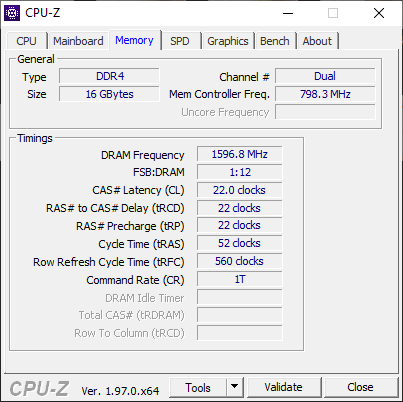 CPU-Z
CPU Mainboard Memory SPD Graphics Bench About
General
Type DDR4 Channel # Dual
Size 16 GBytes Mem Controller Freq. 798.3 MHz
Uncore Frequency
Timings
DRAM Frequency 1596.8 MHz
FSB:DRAM 1:12
CAS# Latency (CL) 22.0 clocks
RAS# to CAS# Delay (tRCD) 22 clocks
RAS# Precharge (tRP) 22 clocks
Cycle Time (tRAS) 52 clocks
Row Refresh Cycle Time (tRFC) 560 clocks
Command Rate (CR) 1T
DRAM Idle Timer
Total CAS# (tRDRAM)
Row To Column (tRCD)
CPU-Z Ver. 1.97.0.x64 Tools Validate Close